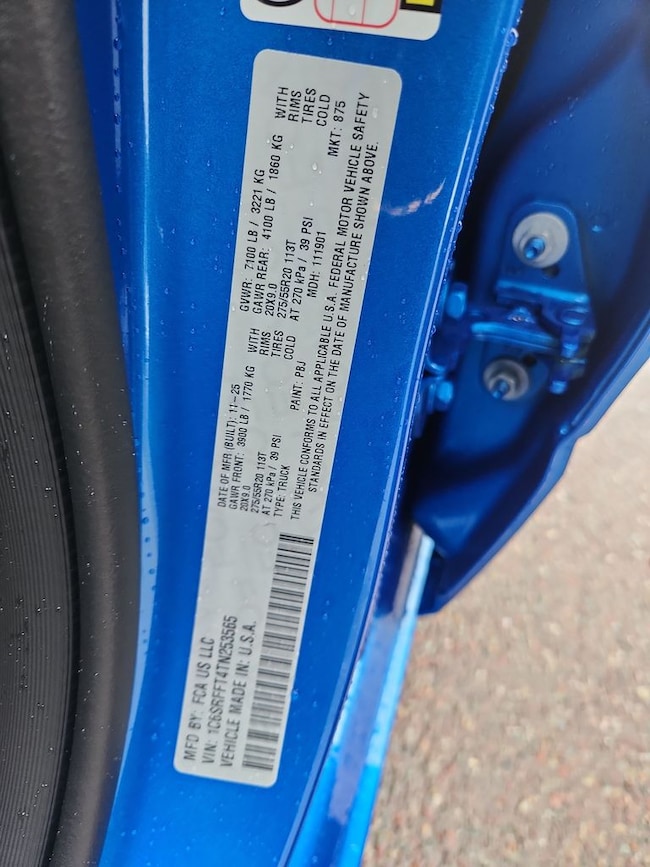 MFD BY: FCA US LLC
VIN: 1C6SRFFT4TN253565
VEHICLE MADE IN: U.S.A.
DATE OF MFR (BUILT): 11-25
GVWR: 7100 LB / 3221 KG
GAWR FRONT: 3900 LB / 1770 KG WITH
20X9.0 RIMS
275/55R20 113T TIRES
AT 270 kPa / 39 PSI COLD
GAWR REAR: 4100 LB / 1860 KG WITH
20X9.0 RIMS
275/55R20 113T TIRES
AT 270 kPa / 39 PSI COLD
TYPE: TRUCK PAINT: PBJ MDH: 111901 MKT: 875
THIS VEHICLE CONFORMS TO ALL APPLICABLE U.S.A. FEDERAL MOTOR VEHICLE SAFETY
STANDARDS IN EFFECT ON THE DATE OF MANUFACTURE SHOWN ABOVE.